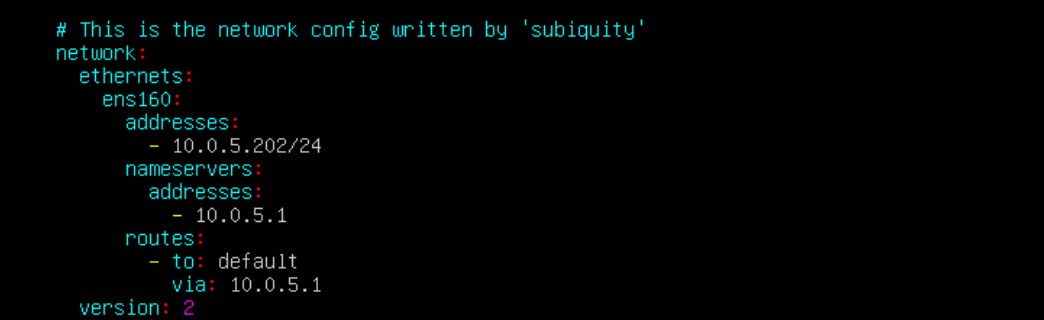 # This is the network config written by 'subiquity'
network:
  ethernets:
    ens160:
      addresses:
        - 10.0.5.202/24
      nameservers:
        addresses:
          - 10.0.5.1
      routes:
        - to: default
          via: 10.0.5.1
  version: 2